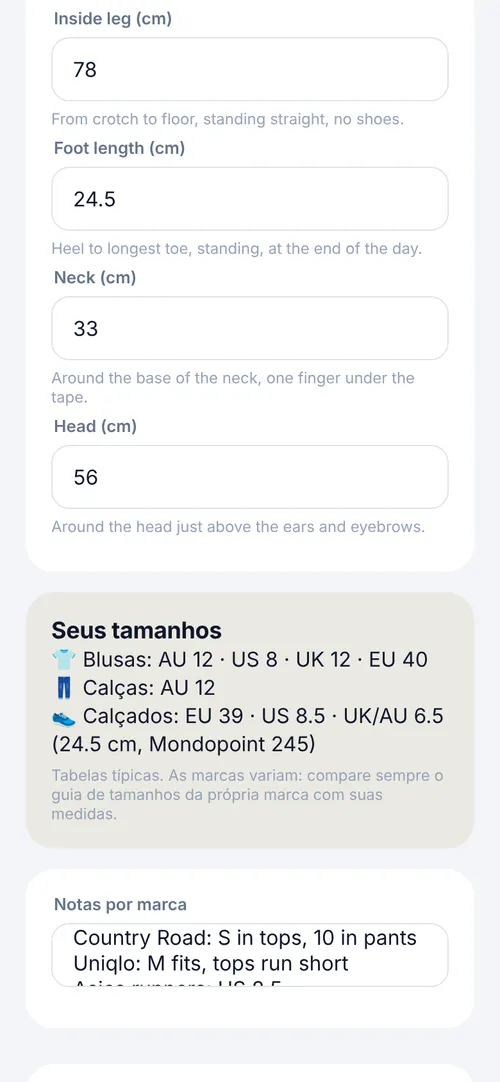 Inside leg (cm)
78
From crotch to floor, standing straight, no shoes.
Foot length (cm)
24.5
Heel to longest toe, standing, at the end of the day.
Neck (cm)
33
Around the base of the neck, one finger under the
tape.
Head (cm)
56
Around the head just above the ears and eyebrows.
Seus tamanhos
👕 Blusas: AU 12 · US 8 · UK 12 · EU 40
👖 Calças: AU 12
👟 Calçados: EU 39 · US 8.5 · UK/AU 6.5
(24.5 cm, Mondopoint 245)
Tabelas típicas. As marcas variam: compare sempre o
guia de tamanhos da própria marca com suas
medidas.
Notas por marca
Country Road: S in tops, 10 in pants
Uniqlo: M fits, tops run short